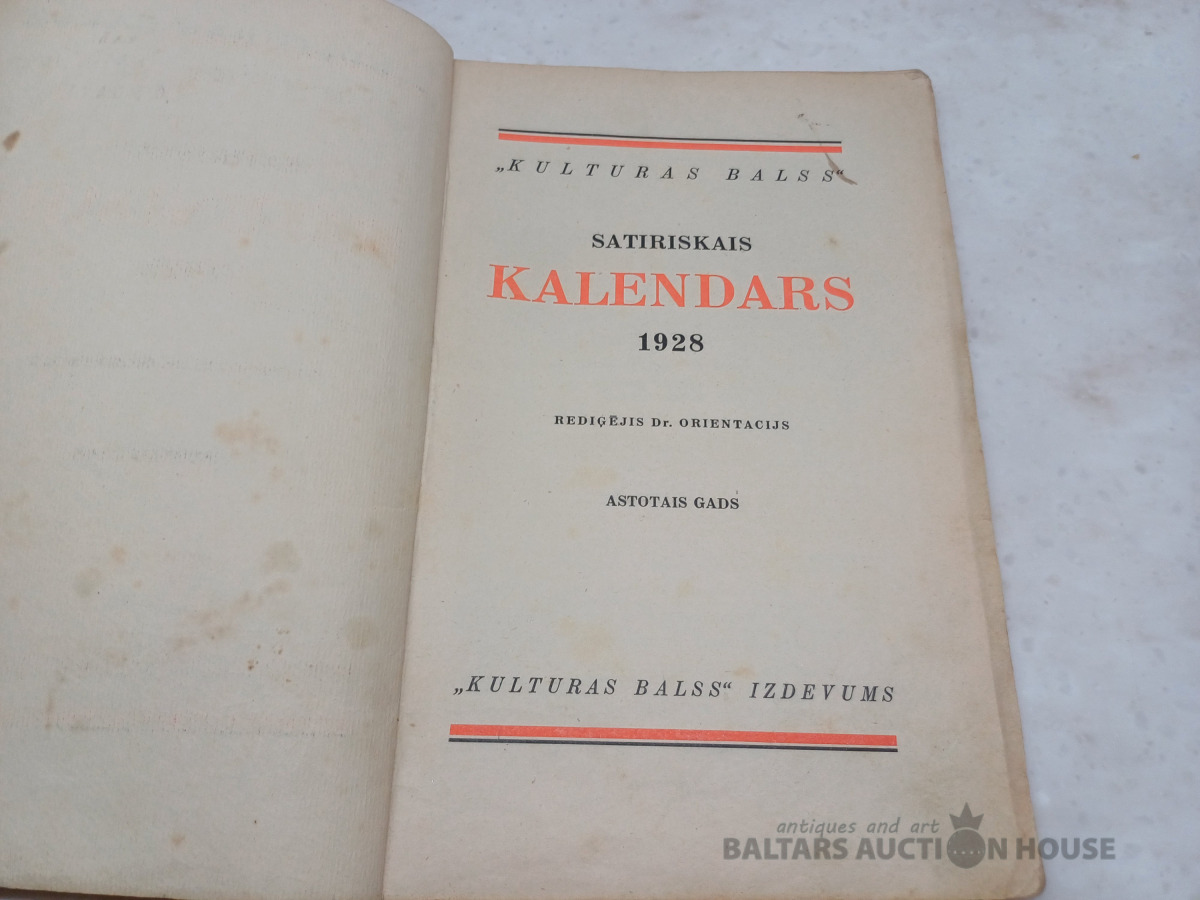 „KULTURAS BALSS“
SATIRISKAIS
KALENDARS
1928
REDIĢĒJIS Dr. ORIENTACIJS
ASTOTAIS GADS
„KULTURAS BALSS“ IZDEVUMS
antiques and art
BALTARS AUCTION HOUSE